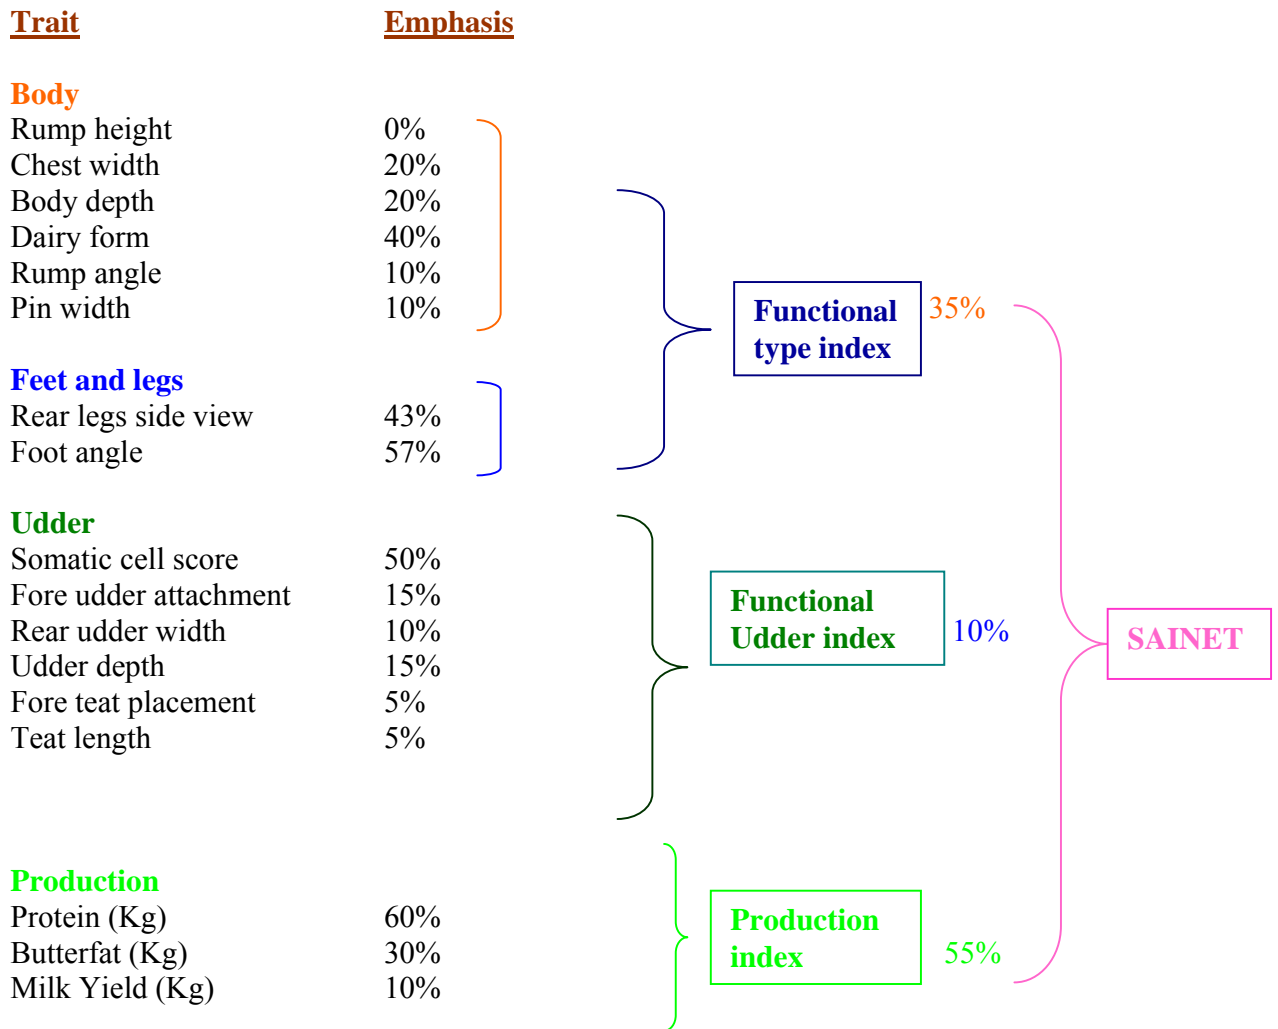 Trait Emphasis
Body
Rump height 0%
Chest width 20%
Body depth 20%
Dairy form 40%
Rump angle 10%
Pin width 10%
Functional type index 35%
Feet and legs
Rear legs side view 43%
Foot angle 57%
Udder
Somatic cell score 50%
Fore udder attachment 15%
Rear udder width 10%
Udder depth 15%
Fore teat placement 5%
Teat length 5%
Functional
Udder index 10%
SAINET
Production
Protein (Kg) 60%
Butterfat (Kg) 30%
Milk Yield (Kg) 10%
Production
index 55%